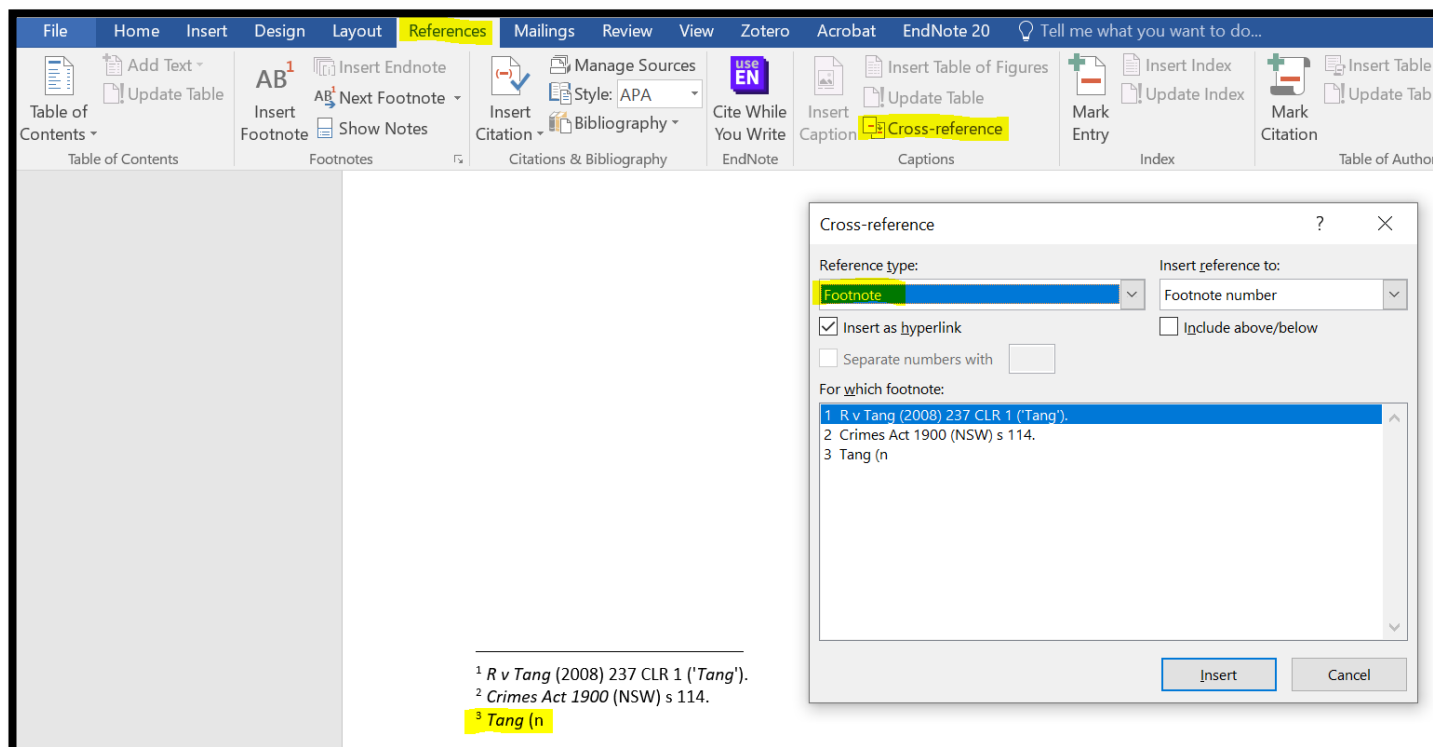 File Home Insert Design Layout References Mailings Review View Zotero Acrobat EndNote 20 Tell me what you want to do...
Table of Contents
Add Text
Update Table
Table of Contents
AB1 Insert Footnote
Insert Endnote
AB1 Next Footnote
Show Notes
Footnotes
(-) Insert Citation
Manage Sources
Style: APA
Bibliography
Citations & Bibliography
use EN
Cite While You Write
EndNote
Insert Caption
Insert Table of Figures
Update Table
Cross-reference
Captions
Mark Entry
Insert Index
Update Index
Index
Mark Citation
Insert Table
Update Tab
Table of Author
Cross-reference ?
Reference type: Insert reference to:
Footnote Footnote number
Insert as hyperlink Include above/below
Separate numbers with
For which footnote:
1 R v Tang (2008) 237 CLR 1 ('Tang').
2 Crimes Act 1900 (NSW) s 114.
3 Tang (n
Insert Cancel
1 R v Tang (2008) 237 CLR 1 ('Tang').
2 Crimes Act 1900 (NSW) s 114.
3 Tang (n